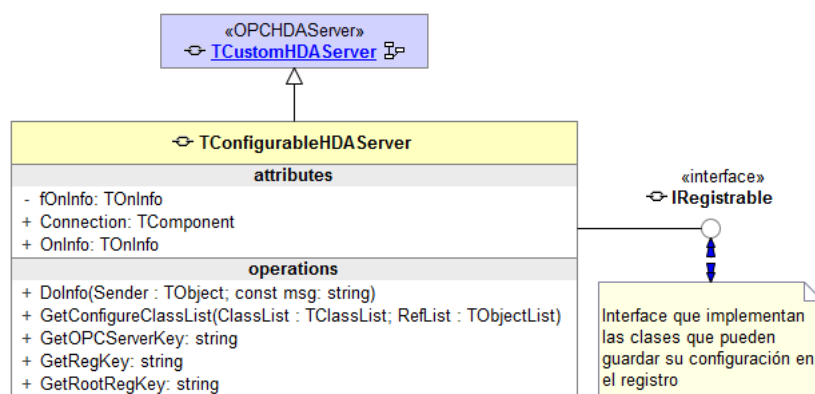 «OPCHDAServer»
TCustomHDAServer
TConfigurableHDAServer
attributes
- fOnInfo: TOnInfo
+ Connection: TComponent
+ OnInfo: TOnInfo
operations
+ DoInfo(Sender : TObject; const msg: string)
+ GetConfigureClassList(ClassList : TClassList; RefList : TObjectList)
+ GetOPCServerKey: string
+ GetRegKey: string
+ GetRootRegKey: string
«interface»
IRegistrable
Interface que implementan
las clases que pueden
guardar su configuración en
el registro